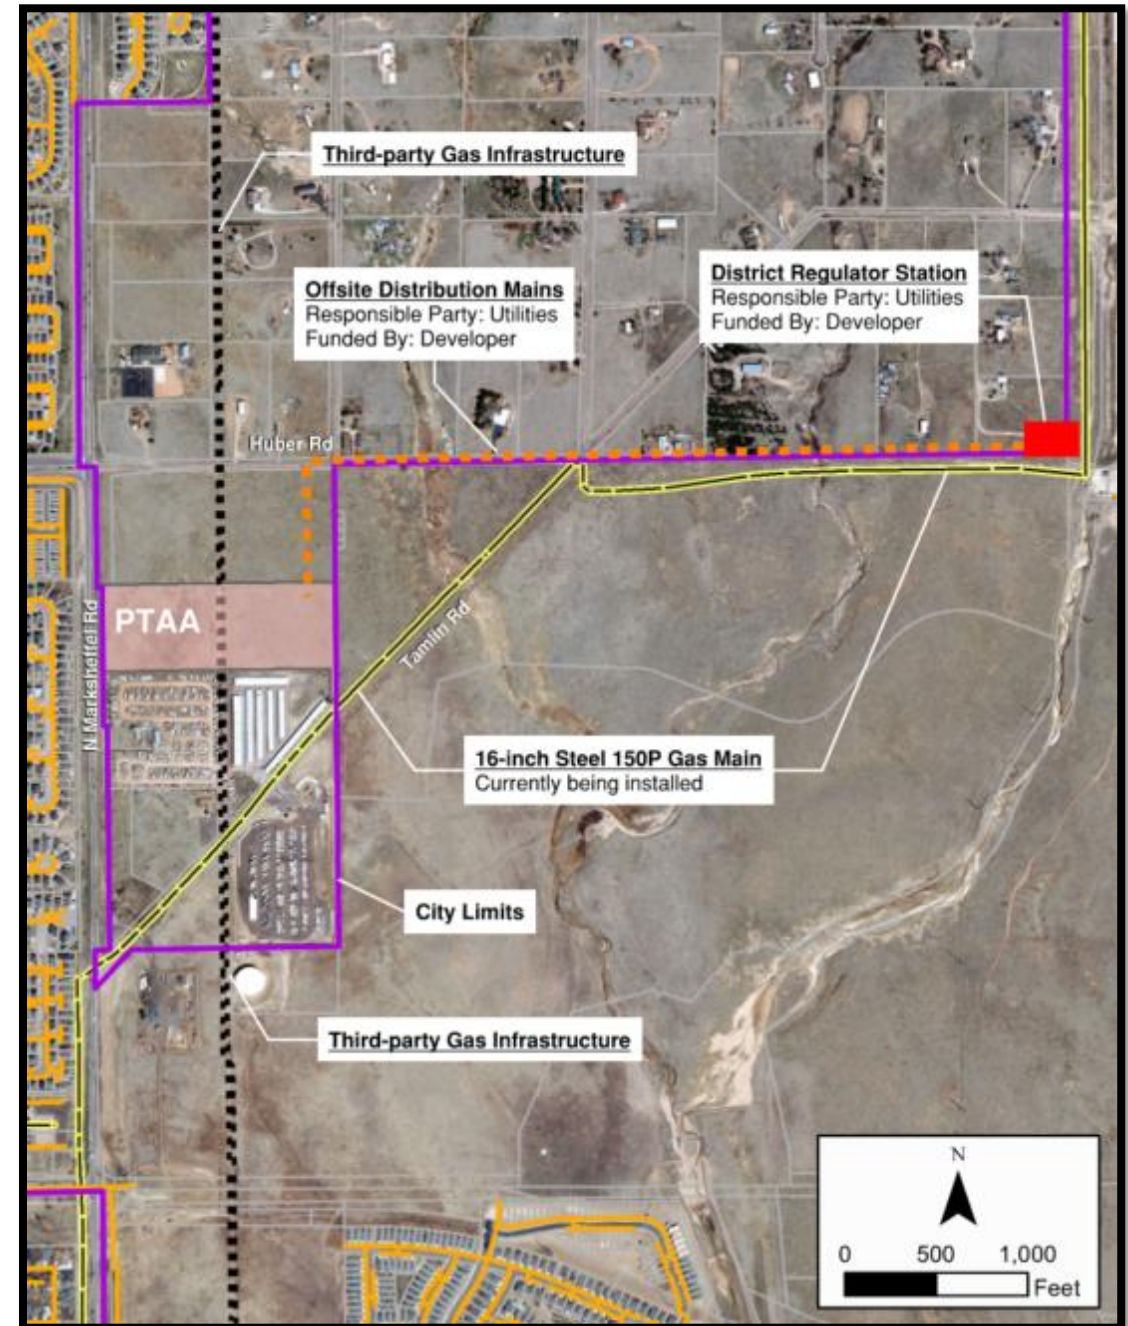 Third-party Gas Infrastructure
District Regulator Station
Responsible Party: Utilities
Funded By: Developer
Offsite Distribution Mains
Responsible Party: Utilities
Funded By: Developer
Huber Rd
PTAA
N Marksheffel Rd
Tamlin Rd
16-inch Steel 150P Gas Main
Currently being installed
City Limits
Third-party Gas Infrastructure
N
0 500 1,000
Feet